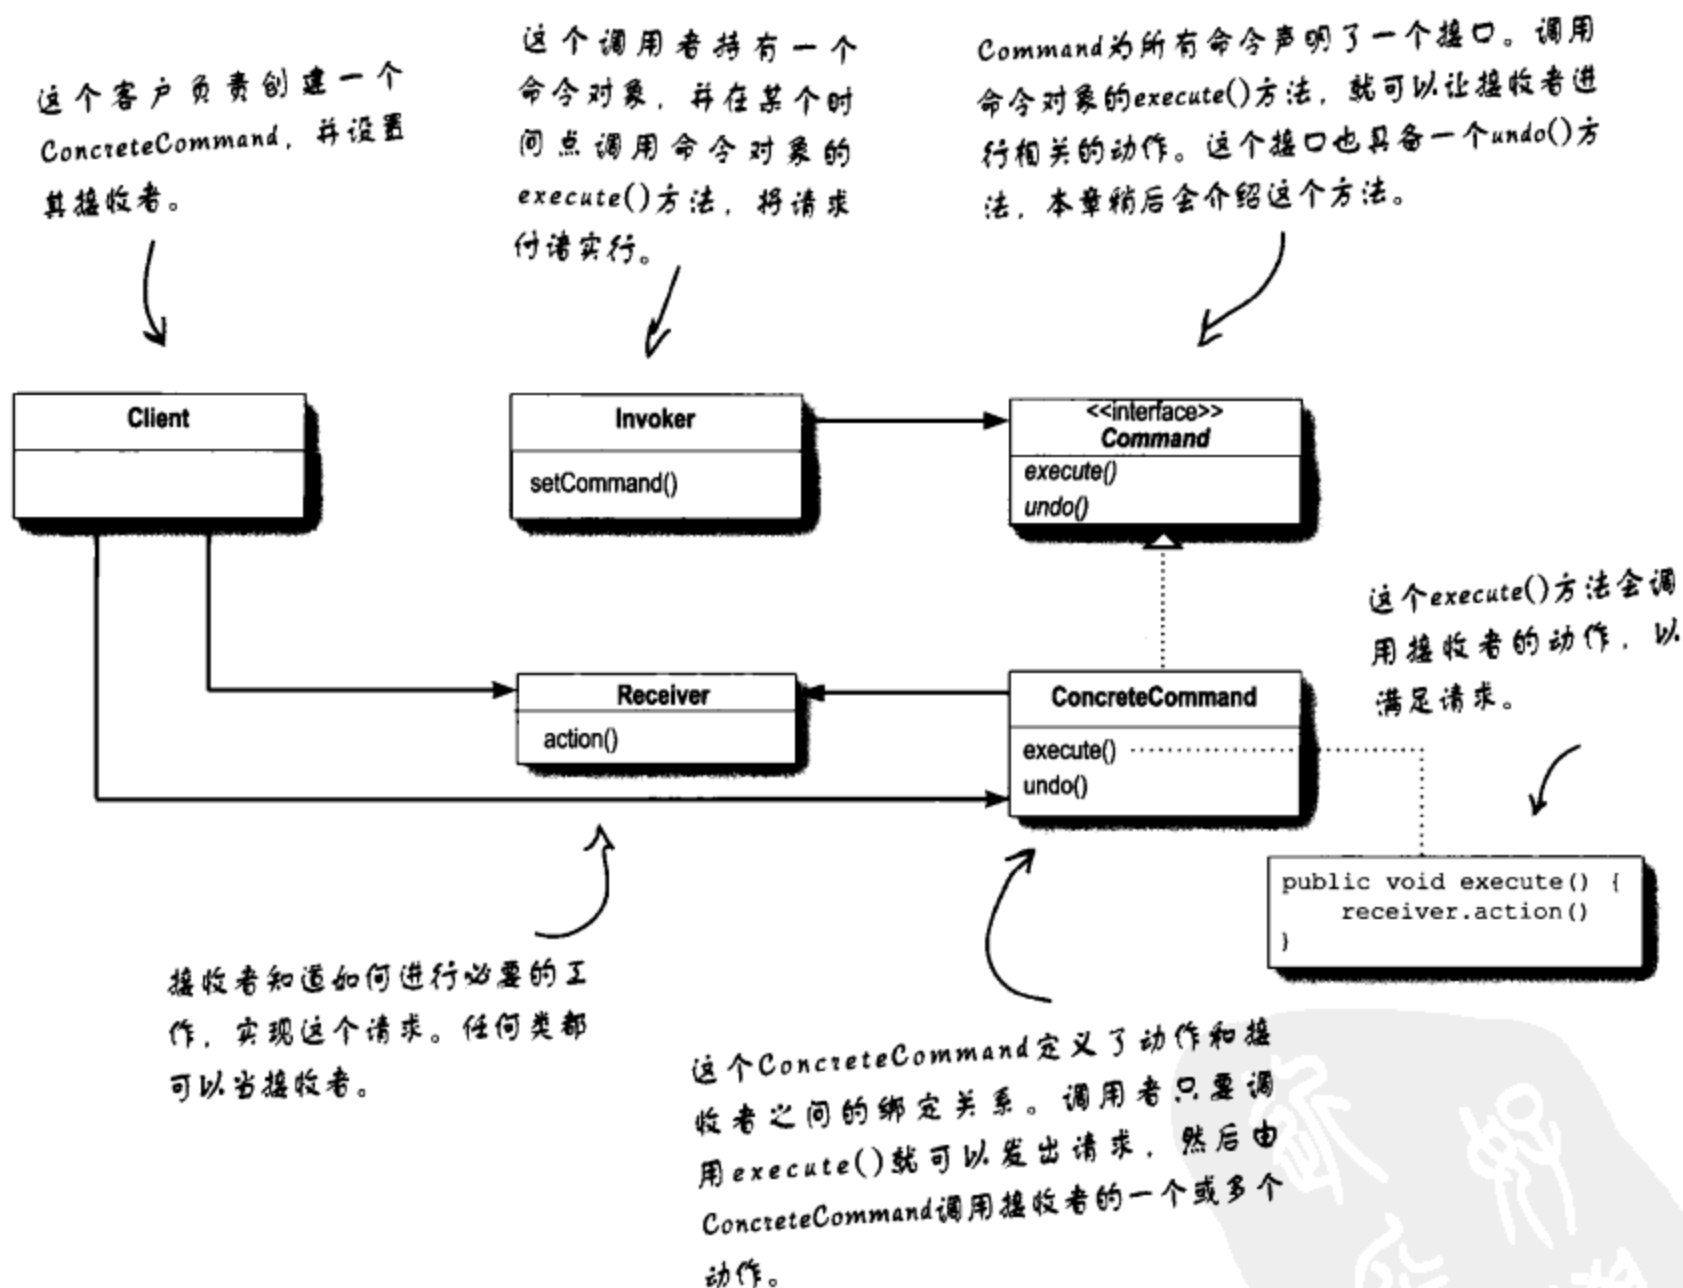 这个客户负责创建一个
ConcreteCommand，并设置
其接收者。
这个调用者持有一个
命令对象，并在某个时
间点调用命令对象的
execute()方法，将请求
付诸实行。
Command为所有命令声明了一个接口。调用
命令对象的execute()方法，就可以让接收者进
行相关的动作。这个接口也具备一个undo()方
法，本章稍后会介绍这个方法。
Client
Invoker
setCommand()
<<interface>>
Command
execute()
undo()
这个execute()方法会调
用接收者的动作，以
满足请求。
Receiver
action()
ConcreteCommand
execute()
undo()
public void execute() {
receiver.action()
}
接收者知道如何进行必要的工
作，实现这个请求。任何类都
可以当接收者。
这个ConcreteCommand定义了动作和接
收者之间的绑定关系。调用者只要调
用execute()就可以发出请求，然后由
ConcreteCommand调用接收者的一个或多个
动作。